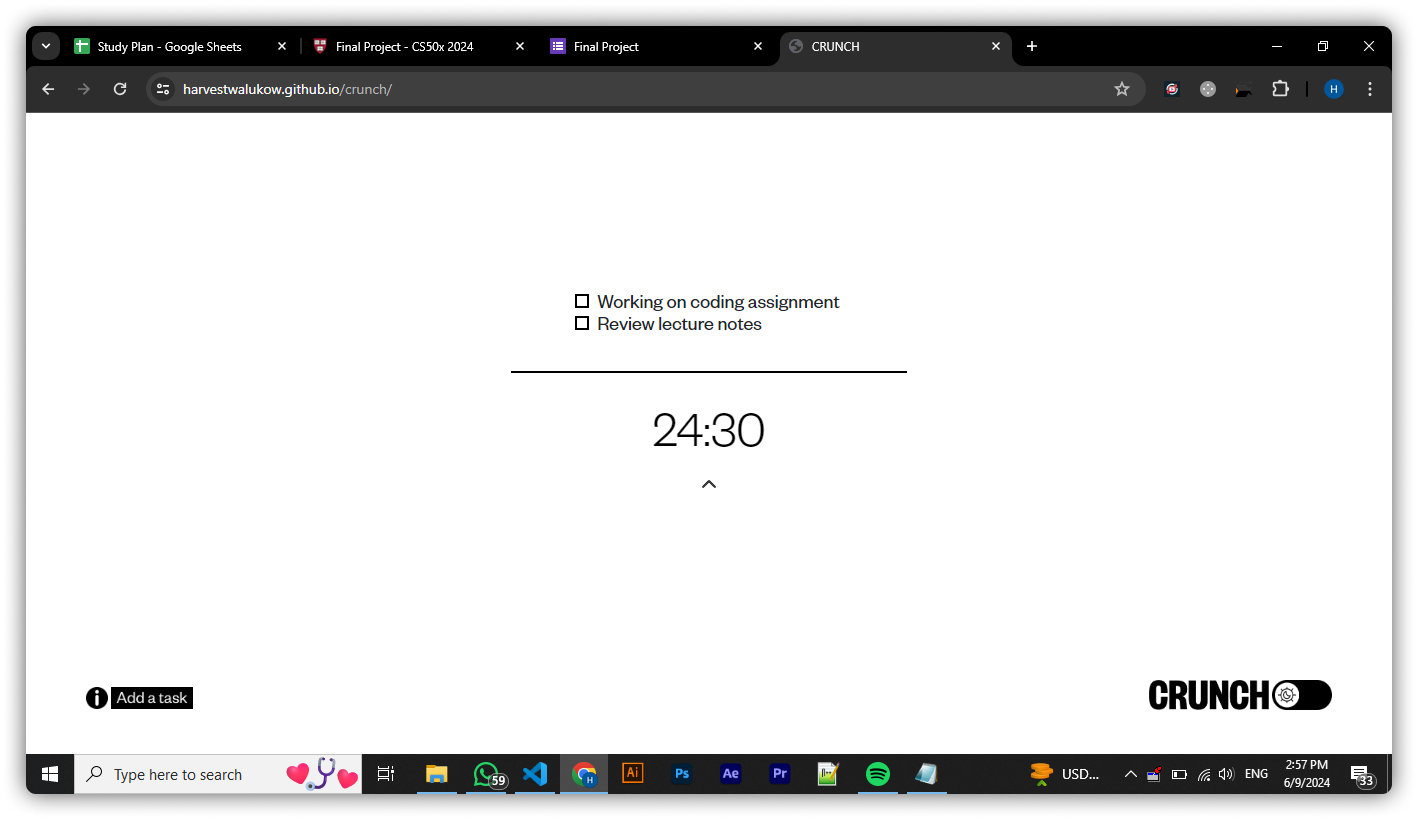 Study Plan - Google Sheets
Final Project - CS50x 2024
Final Project
CRUNCH
harvestwalukow.github.io/crunch/
H
Working on coding assignment
Review lecture notes
24:30
Add a task
CRUNCH
Type here to search
59
H
Ai
Ps
Ae
Pr
USD...
ENG
2:57 PM
6/9/2024
33